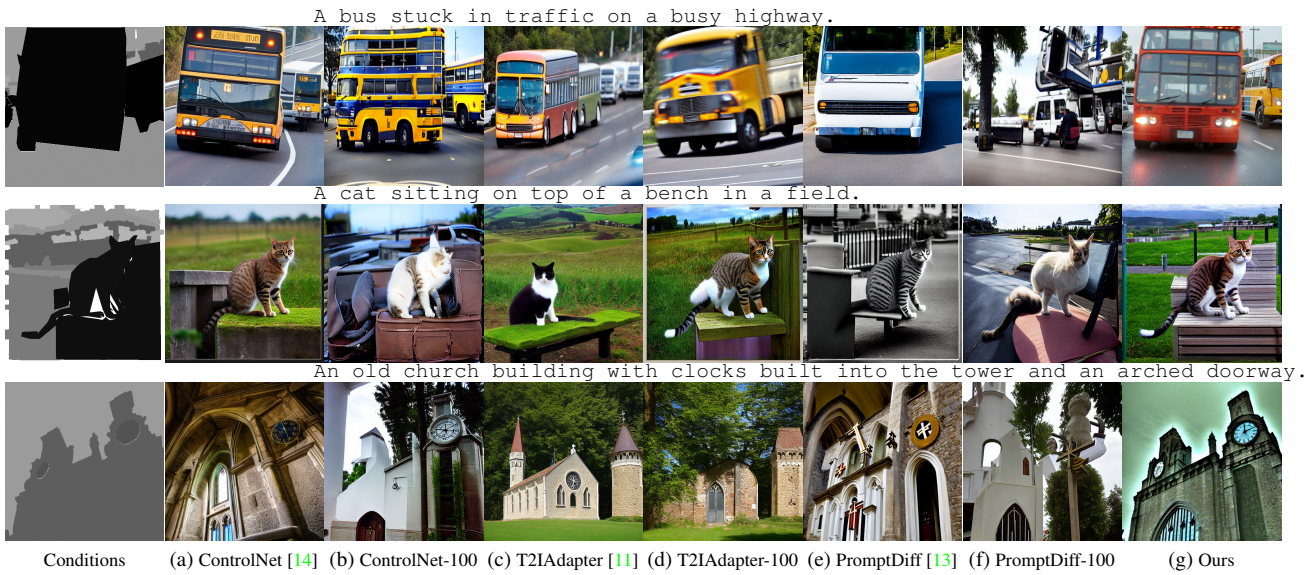 A bus stuck in traffic on a busy highway.
A cat sitting on top of a bench in a field.
An old church building with clocks built into the tower and an arched doorway.
Conditions (a) ControlNet [14] (b) ControlNet-100 (c) T2IAdapter [11] (d) T2IAdapter-100 (e) PromptDiff [13] (f) PromptDiff-100 (g) Ours